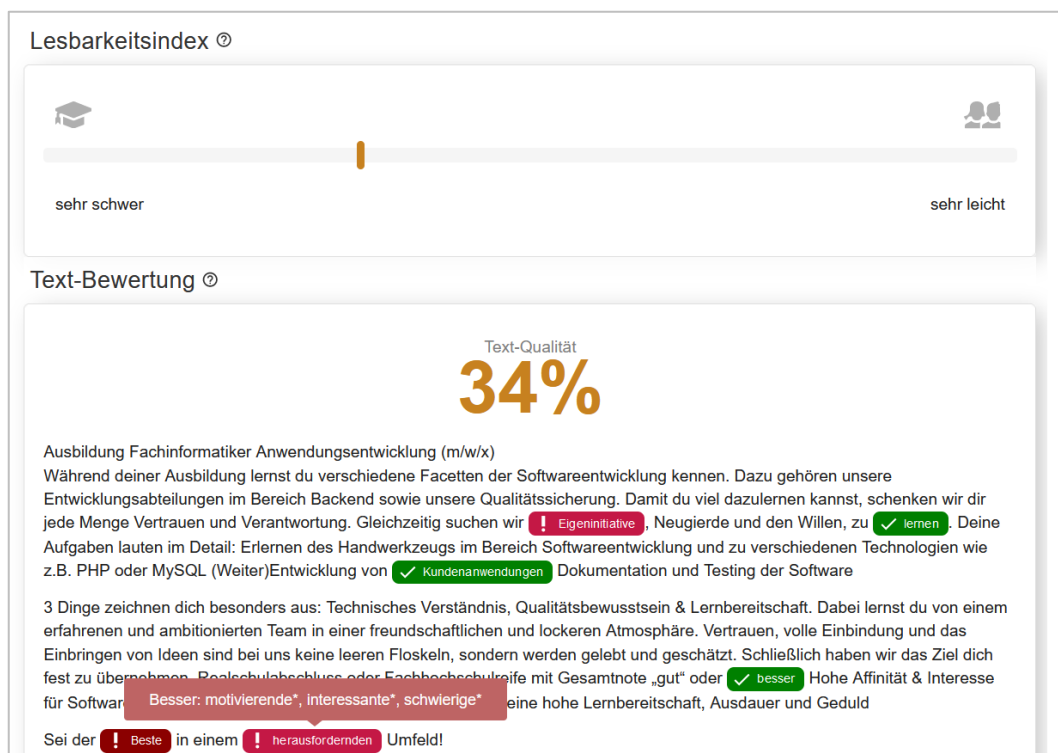 Lesbarkeitsindex
sehr schwer
sehr leicht
Text-Bewertung
Text-Qualität
34%
Ausbildung Fachinformatiker Anwendungsentwicklung (m/w/x)
Während deiner Ausbildung lernst du verschiedene Facetten der Softwareentwicklung kennen. Dazu gehören unsere
Entwicklungsabteilungen im Bereich Backend sowie unsere Qualitätssicherung. Damit du viel dazulernen kannst, schenken wir dir
jede Menge Vertrauen und Verantwortung. Gleichzeitig suchen wir ! Eigeninitiative , Neugierde und den Willen, zu ✓ lernen . Deine
Aufgaben lauten im Detail: Erlernen des Handwerkzeugs im Bereich Softwareentwicklung und zu verschiedenen Technologien wie
z.B. PHP oder MySQL (Weiter)Entwicklung von ✓ Kundenanwendungen Dokumentation und Testing der Software
3 Dinge zeichnen dich besonders aus: Technisches Verständnis, Qualitätsbewusstsein & Lernbereitschaft. Dabei lernst du von einem
erfahrenen und ambitionierten Team in einer freundschaftlichen und lockeren Atmosphäre. Vertrauen, volle Einbindung und das
Einbringen von Ideen sind bei uns keine leeren Floskeln, sondern werden gelebt und geschätzt. Schließlich haben wir das Ziel dich
fest zu übernehmen. Realschulabschluss oder Fachhochschulreife mit Gesamtnote „gut“ oder ✓ besser Hohe Affinität & Interesse
für Softwar eine hohe Lernbereitschaft, Ausdauer und Geduld
Besser: motivierende*, interessante*, schwierige*
Sei der ! Beste in einem ! herausfordernden Umfeld!